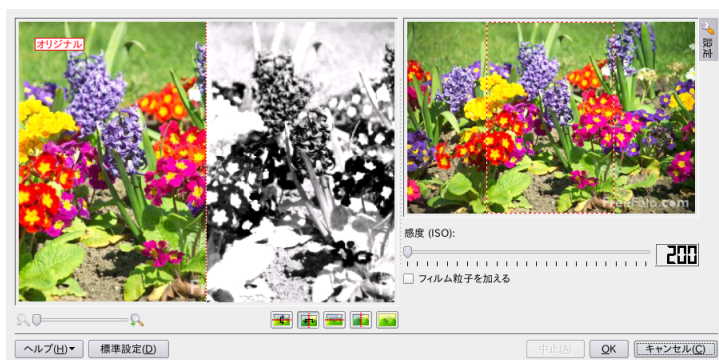 オリジナル
設定
FreeFoto.com
感度 (ISO):
200
フィルム粒子を加える
ヘルプ(H)
標準設定(D)
中止(A)
OK
キャンセル(C)